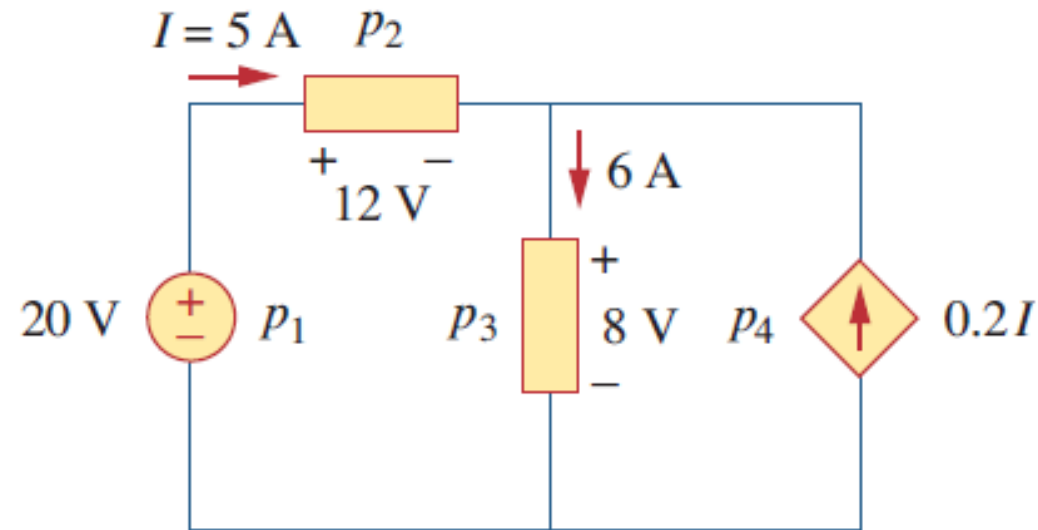 I = 5 A p₂
+ −
12 V
6 A
+
20 V + − p₁ p₃ 8 V p₄ 0.2I
−